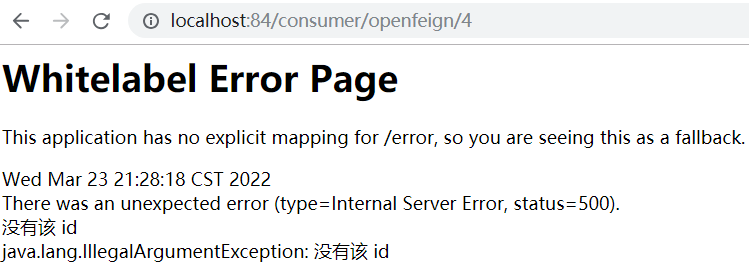 localhost:84/consumer/openfeign/4
Whitelabel Error Page
This application has no explicit mapping for /error, so you are seeing this as a fallback.
Wed Mar 23 21:28:18 CST 2022
There was an unexpected error (type=Internal Server Error, status=500).
没有该 id
java.lang.IllegalArgumentException: 没有该 id